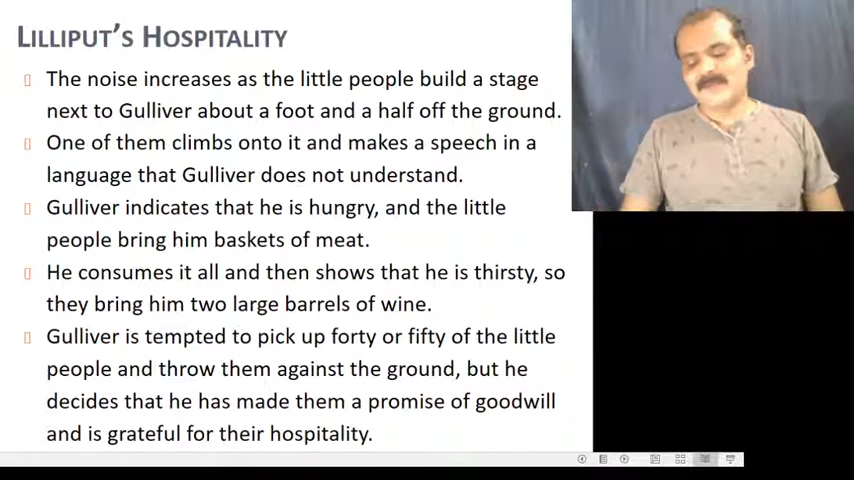 LILLIPUT'S HOSPITALITY
The noise increases as the little people build a stage
next to Gulliver about a foot and a half off the ground.
One of them climbs onto it and makes a speech in a
language that Gulliver does not understand.
Gulliver indicates that he is hungry, and the little
people bring him baskets of meat.
He consumes it all and then shows that he is thirsty, so
they bring him two large barrels of wine.
Gulliver is tempted to pick up forty or fifty of the little
people and throw them against the ground, but he
decides that he has made them a promise of goodwill
and is grateful for their hospitality.